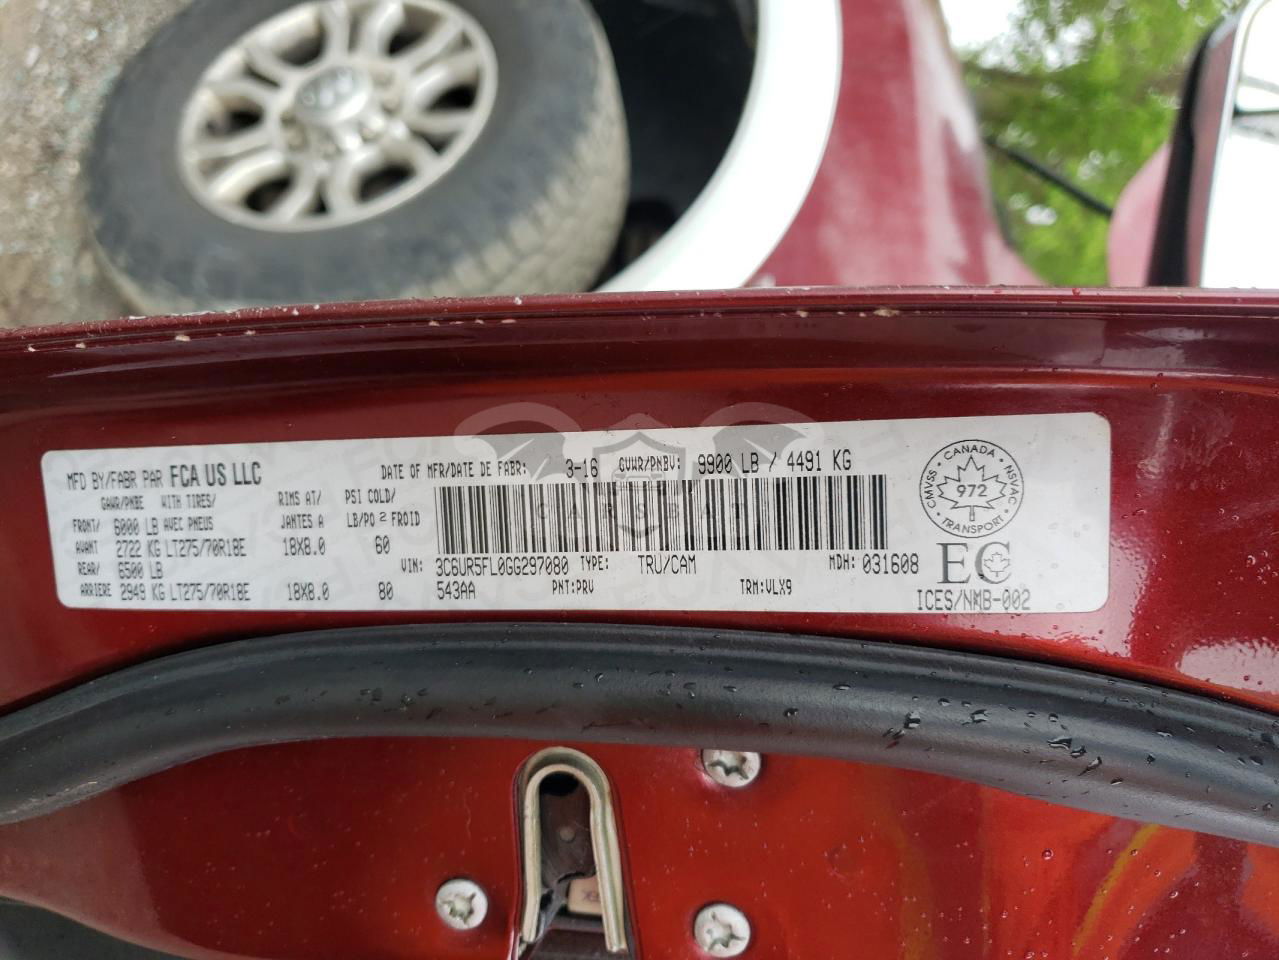 MFD BY/FABR PAR FCA US LLC DATE OF MFR/DATE DE FABR: 3-16 GVWR/PNBV: 9900 LB / 4491 KG
GAWR/PNBE WITH TIRES/ RIMS AT/ PSI COLD/
FRONT/ 6000 LB AVEC PNEUS JANTES A LB/PO 2 FROID
AVANT 2722 KG LT275/70R18E 18X8.0 60
REAR/ 6500 LB VIN: 3C6UR5FL0GG297080 TYPE: TRU/CAM MDH: 031608
ARRIERE 2949 KG LT275/70R18E 18X8.0 80 543AA PNT:PRV TRM:VLX9
CANADA
CMVSS 972 NSVAC
TRANSPORT
EC
ICES/NMB-002
CARSBAT